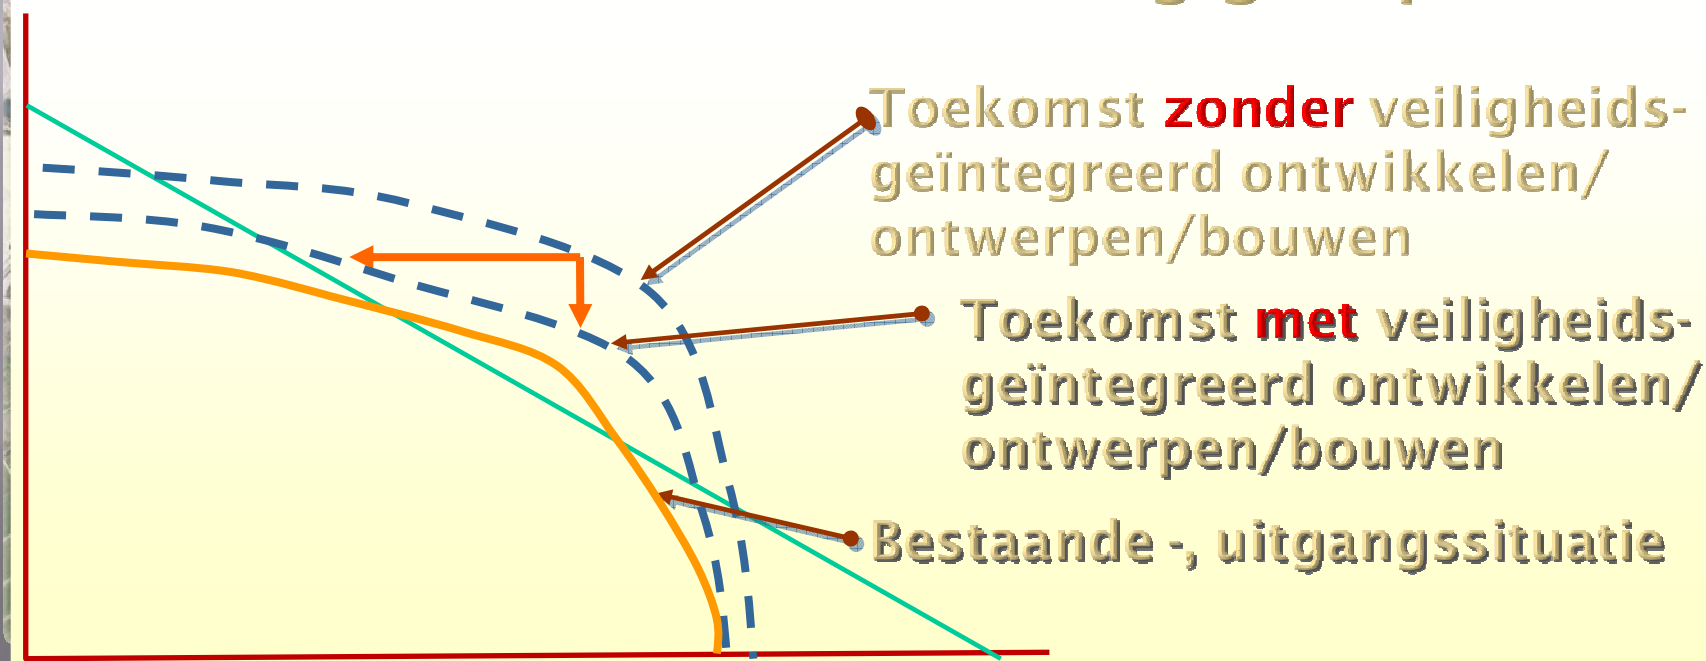 Toekomst zonder veiligheids-
geïntegreerd ontwikkelen/
ontwerpen/bouwen
Toekomst met veiligheids-
geïntegreerd ontwikkelen/
ontwerpen/bouwen
Bestaande -, uitgangssituatie